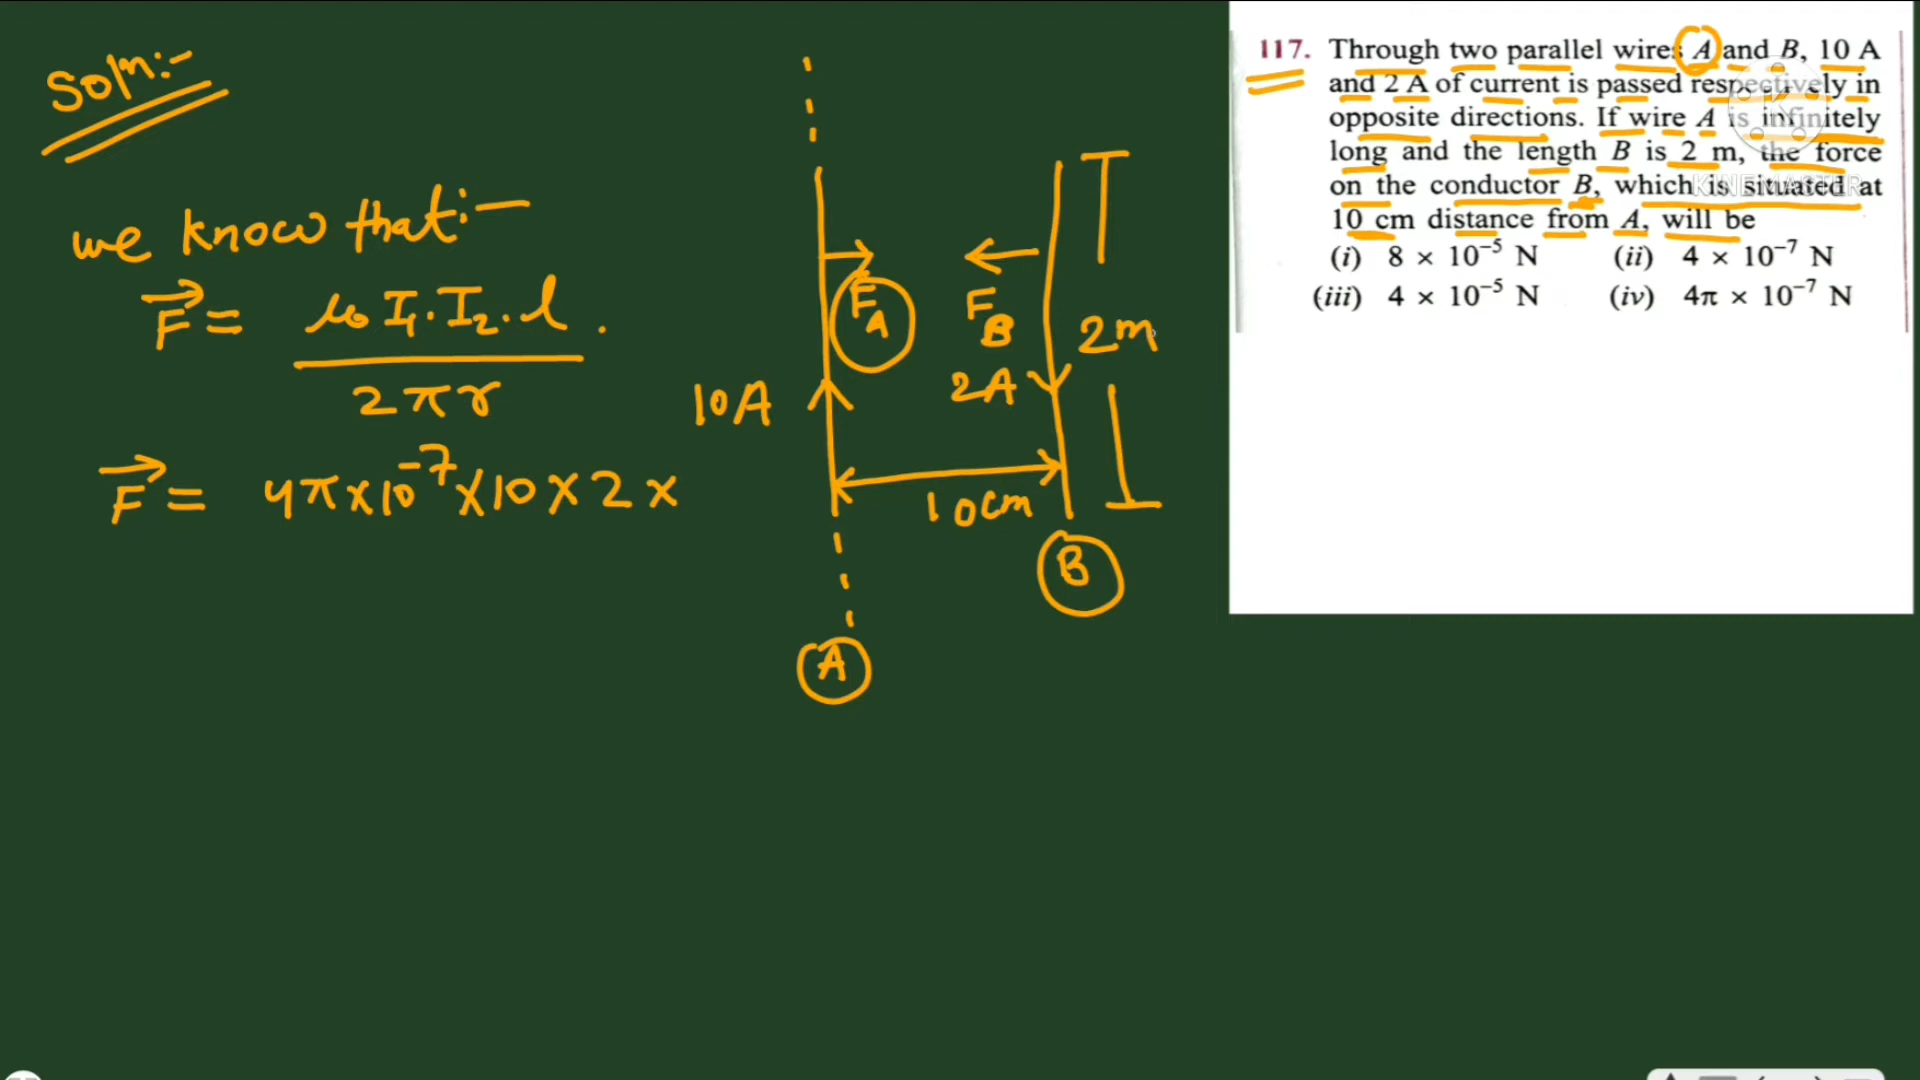 Soln:-
we know that:-
F = μ0 I1 . I2 . l .
2πr
F = 4π×10⁻⁷×10×2×
F
A
F
B
10A
2A
2m
10cm
B
A
117. Through two parallel wires A and B, 10 A
and 2 A of current is passed respectively in
opposite directions. If wire A is infinitely
long and the length B is 2 m, the force
on the conductor B, which is situated at
10 cm distance from A, will be
(i) 8 × 10⁻⁵ N (ii) 4 × 10⁻⁷ N
(iii) 4 × 10⁻⁵ N (iv) 4π × 10⁻⁷ N
KINEMASTER